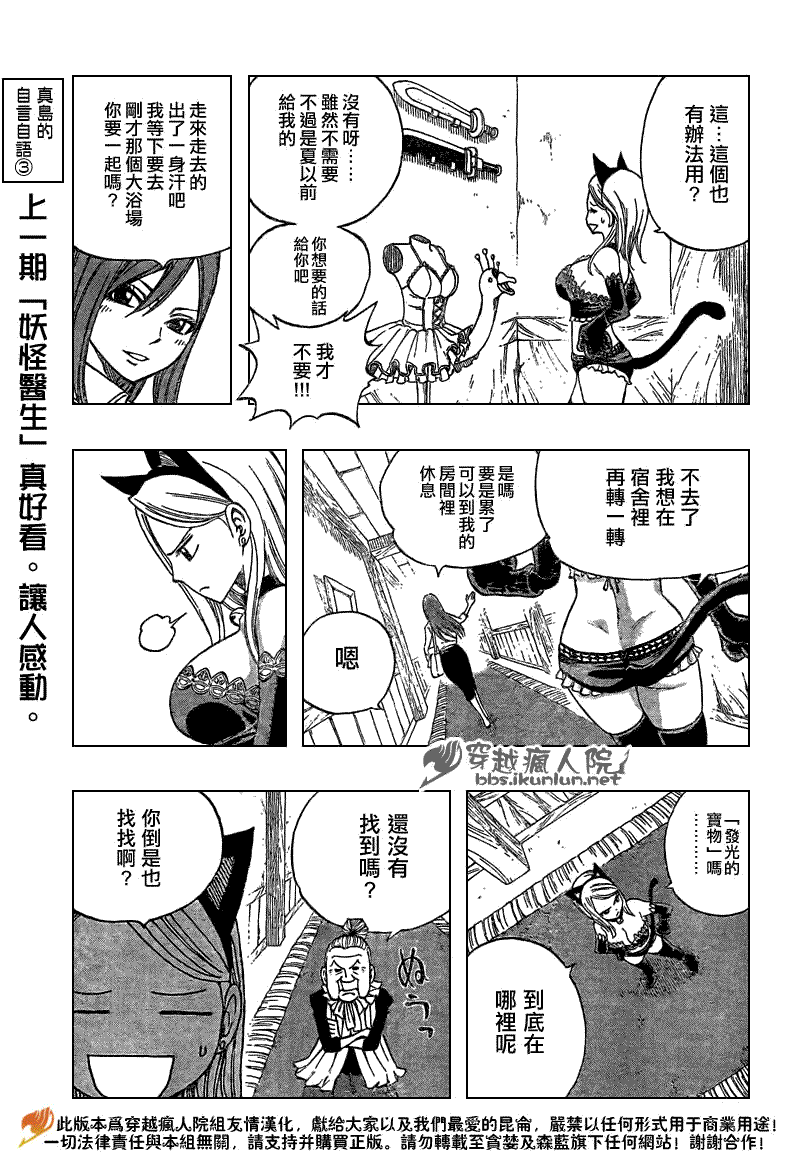 這…這個也
有辦法用？
沒有呀……
雖然不需要
不過是夏以前
給我的
你想要的話
給你吧
我才
不要!!!
走來走去的
出了一身汗吧
我等下要去
剛才那個大浴場
你要一起嗎？
真島的
自言自語③
上一期「妖怪醫生」真好看。讓人感動。
不去了
我想在
宿舍裡
再轉一轉
是嗎
要是累了
可以到我的
房間裡
休息
嗯
穿越瘋人院
bbs.ikunlun.net
「發光的
寶物」嗎
…………
到底在
哪裡呢
還沒有
找到嗎？
ぬぅっ
你倒是也
找找啊？
此版本爲穿越瘋人院組友情漢化，獻給大家以及我們最愛的昆侖，嚴禁以任何形式用于商業用途！
一切法律責任與本組無關，請支持并購買正版。請勿轉載至貪婪及森藍旗下任何網站！謝謝合作！